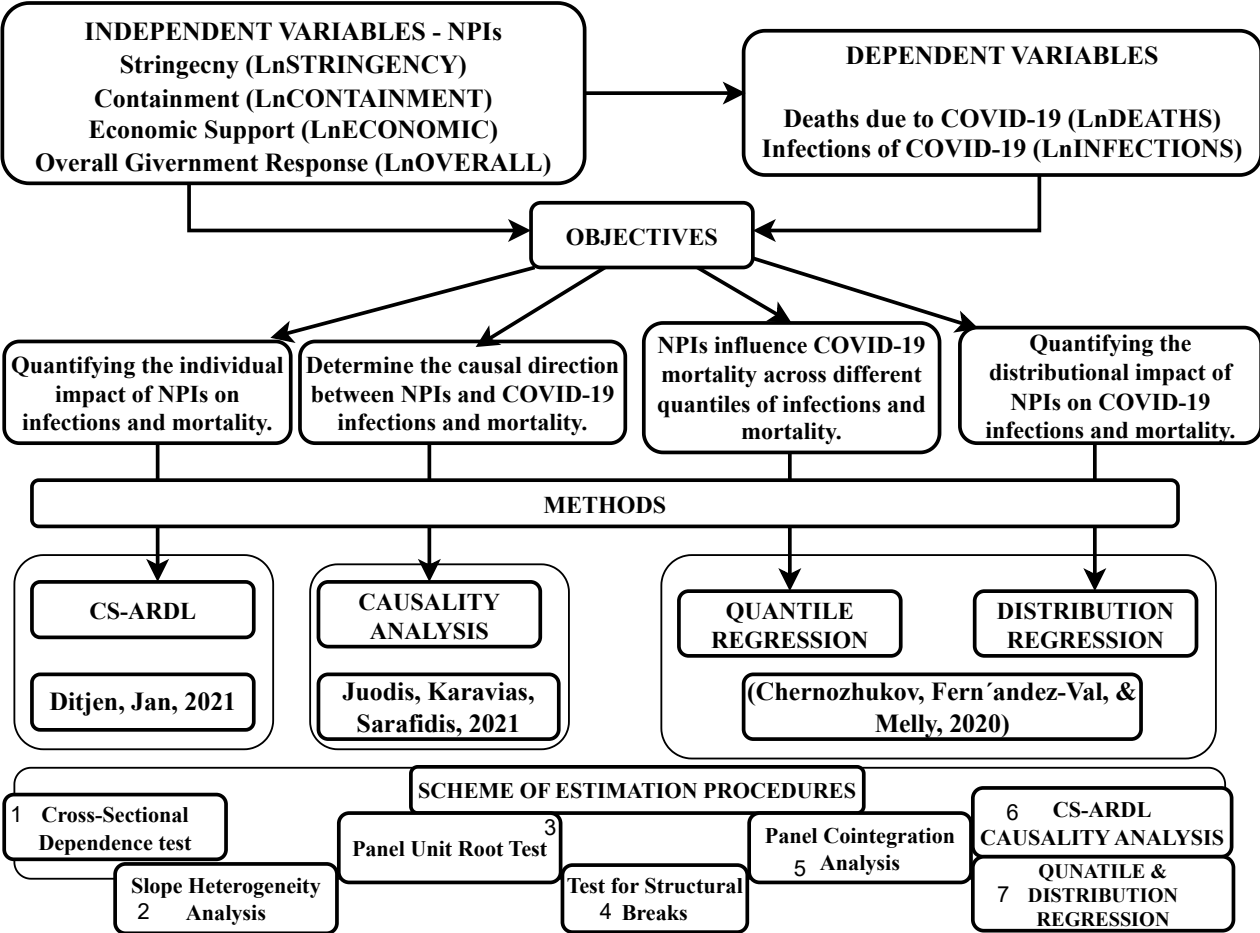 INDEPENDENT VARIABLES - NPIs
Stringecny (LnSTRINGENCY)
Containment (LnCONTAINMENT)
Economic Support (LnECONOMIC)
Overall Givernment Response (LnOVERALL)
DEPENDENT VARIABLES
Deaths due to COVID-19 (LnDEATHS)
Infections of COVID-19 (LnINFECTIONS)
OBJECTIVES
Quantifying the individual
impact of NPIs on
infections and mortality.
Determine the causal direction
between NPIs and COVID-19
infections and mortality.
NPIs influence COVID-19
mortality across different
quantiles of infections and
mortality.
Quantifying the
distributional impact of
NPIs on COVID-19
infections and mortality.
METHODS
CS-ARDL
Ditjen, Jan, 2021
CAUSALITY
ANALYSIS
Juodis, Karavias,
Sarafidis, 2021
QUANTILE
REGRESSION
DISTRIBUTION
REGRESSION
(Chernozhukov, Fern´andez-Val, &
Melly, 2020)
SCHEME OF ESTIMATION PROCEDURES
1 Cross-Sectional
Dependence test
Slope Heterogeneity
2 Analysis
3
Panel Unit Root Test
Test for Structural
4 Breaks
Panel Cointegration
5 Analysis
6 CS-ARDL
CAUSALITY ANALYSIS
QUNATILE &
7 DISTRIBUTION
REGRESSION